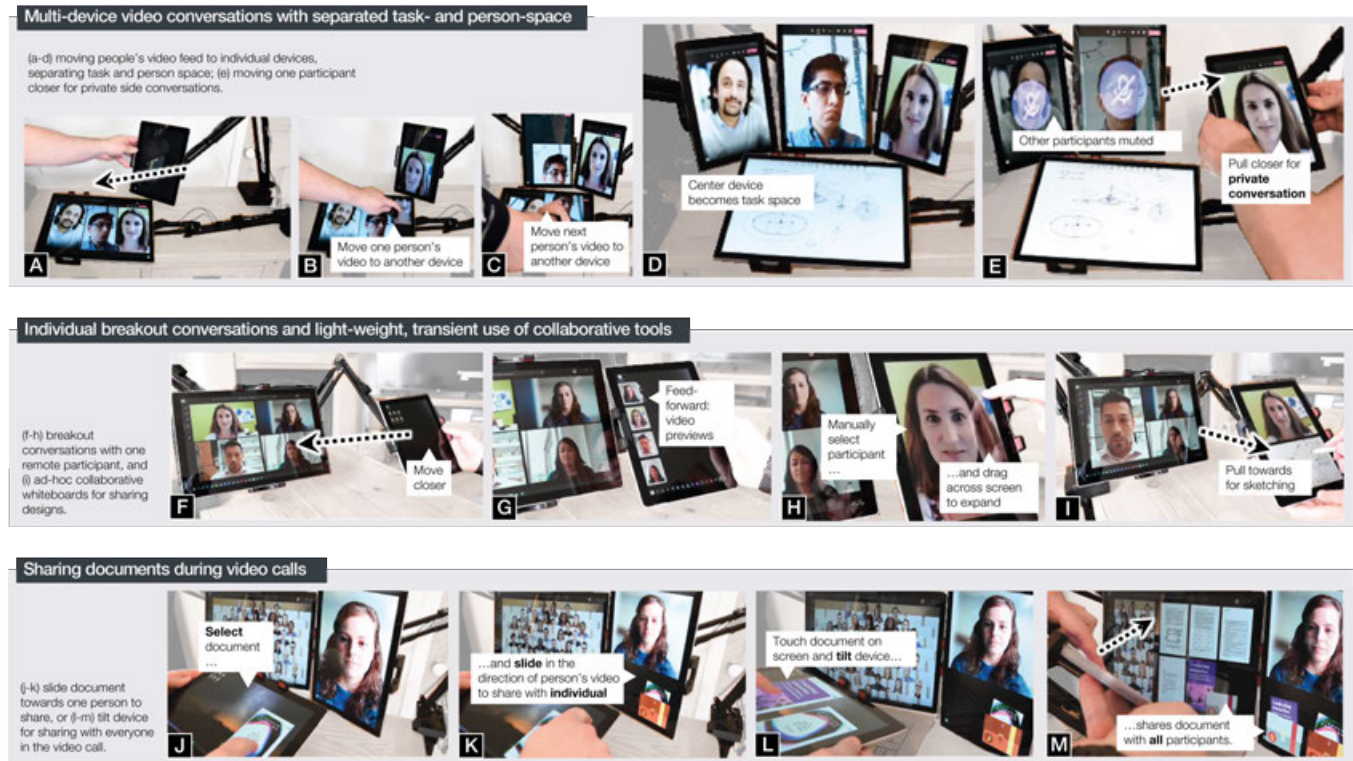 Multi-device video conversations with separated task- and person-space
(a-d) moving people's video feed to individual devices,
separating task and person space; (e) moving one participant
closer for private side conversations.
A
Move one person's
video to another device
B
Move next
person's video to
another device
C
Center device
becomes task space
D
Other participants muted
Pull closer for
private
conversation
E
Individual breakout conversations and light-weight, transient use of collaborative tools
(f-h) breakout
conversations with one
remote participant, and
(i) ad-hoc collaborative
whiteboards for sharing
designs.
Move
closer
F
Feed-
forward:
video
previews
G
Manually
select
participant
...
...and drag
across screen
to expand
H
Pull towards
for sketching
I
Sharing documents during video calls
(j-k) slide document
towards one person to
share, or (l-m) tilt device
for sharing with everyone
in the video call.
Select
document
...
J
...and slide in the
direction of person's video
to share with individual
K
Touch document on
screen and tilt device...
L
...shares document
with all participants.
M